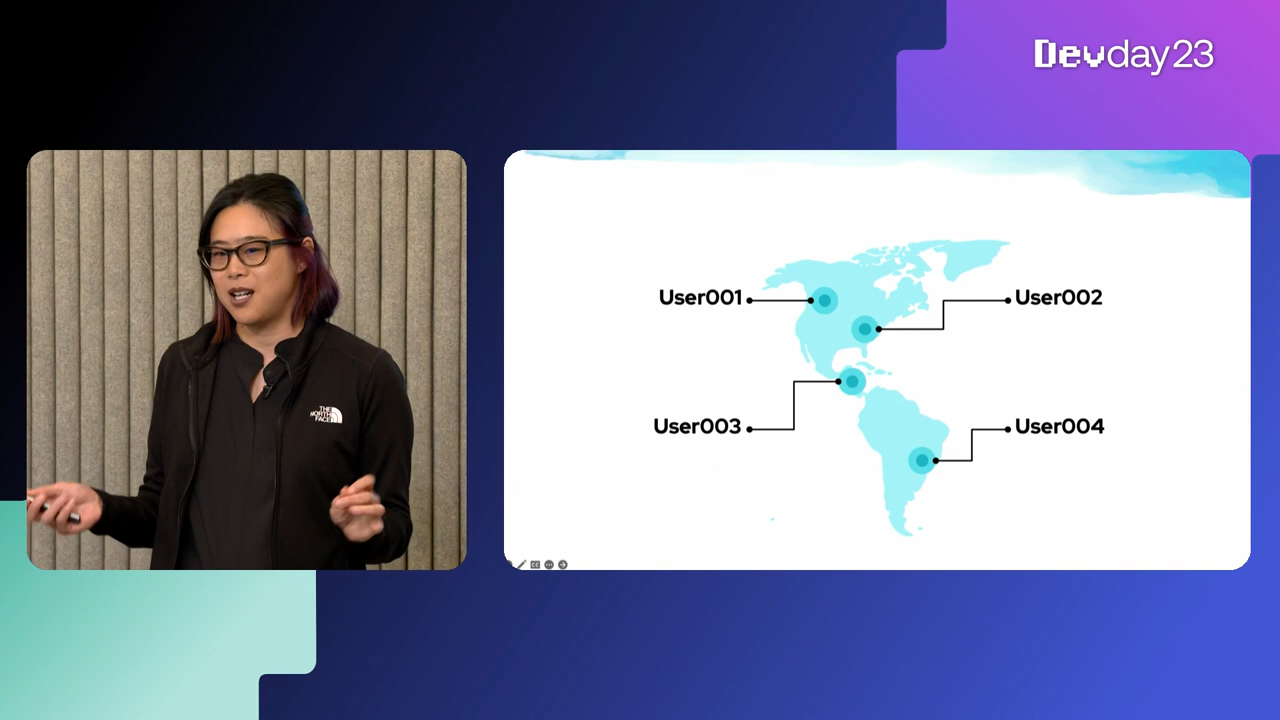 Devday23
THE
NORTH
FACE
User001
User002
User003
User004